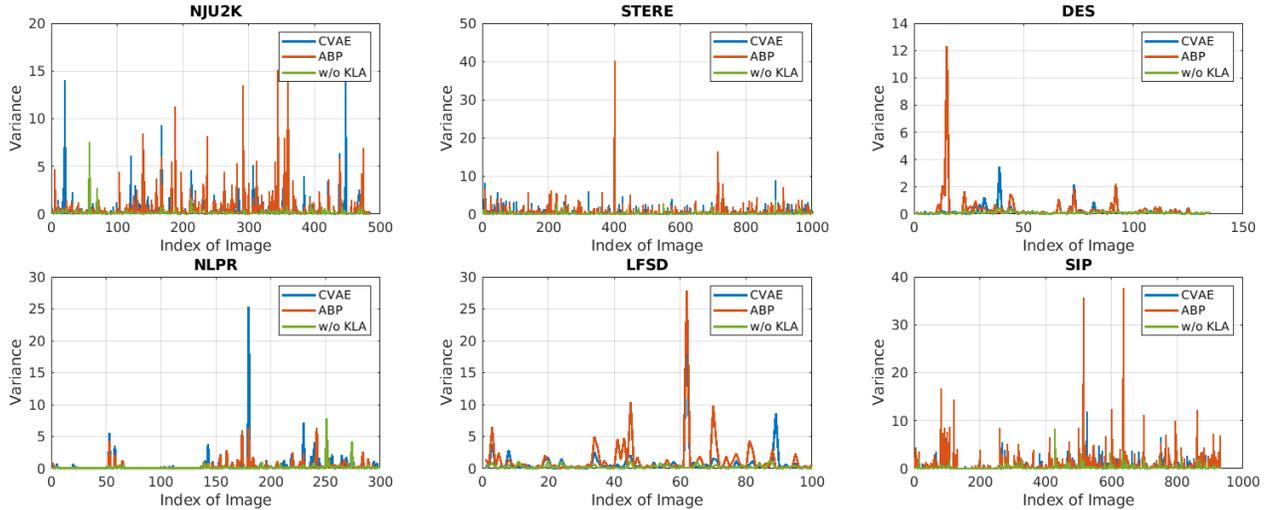 NJU2K
20
15
10
5
0
0 100 200 300 400 500
Variance
Index of Image
CVAE
ABP
w/o KLA
STERE
50
40
30
20
10
0
0 200 400 600 800 1000
Variance
Index of Image
CVAE
ABP
w/o KLA
DES
14
12
10
8
6
4
2
0
0 50 100 150
Variance
Index of Image
CVAE
ABP
w/o KLA
NLPR
30
25
20
15
10
5
0
0 50 100 150 200 250 300
Variance
Index of Image
CVAE
ABP
w/o KLA
LFSD
30
25
20
15
10
5
0
0 20 40 60 80 100
Variance
Index of Image
CVAE
ABP
w/o KLA
SIP
40
30
20
10
0
0 200 400 600 800 1000
Variance
Index of Image
CVAE
ABP
w/o KLA